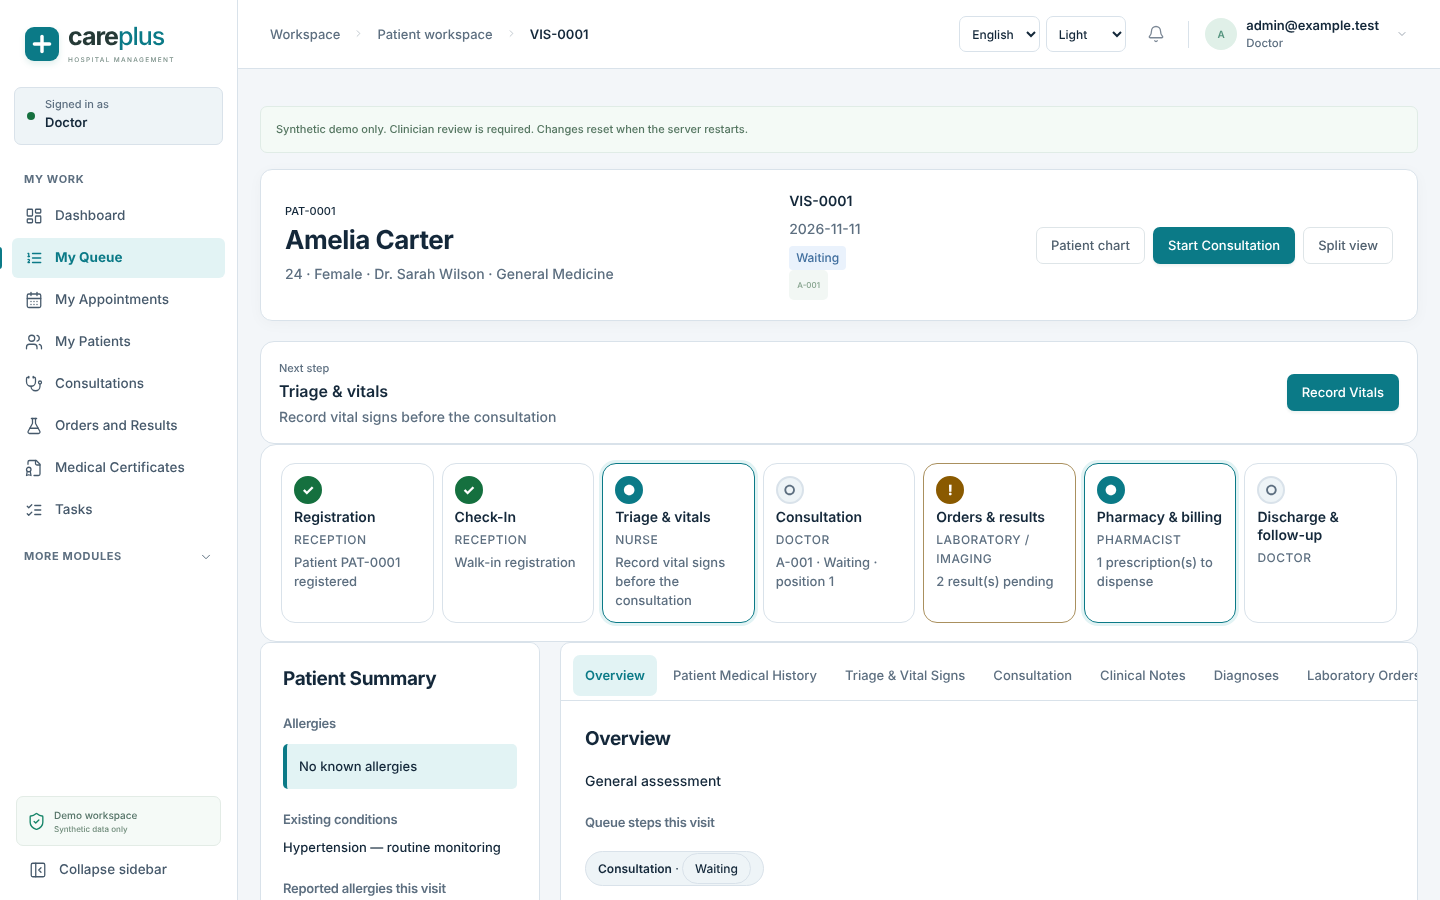 careplus
HOSPITAL MANAGEMENT
Signed in as
Doctor
MY WORK
Dashboard
My Queue
My Appointments
My Patients
Consultations
Orders and Results
Medical Certificates
Tasks
MORE MODULES
Demo workspace
Synthetic data only
Collapse sidebar
Workspace
Patient workspace
VIS-0001
English
Light
A
admin@example.test
Doctor
Synthetic demo only. Clinician review is required. Changes reset when the server restarts.
PAT-0001
Amelia Carter
24 · Female · Dr. Sarah Wilson · General Medicine
VIS-0001
2026-11-11
Waiting
A-001
Patient chart
Start Consultation
Split view
Next step
Triage & vitals
Record vital signs before the consultation
Record Vitals
Registration
RECEPTION
Patient PAT-0001
registered
Check-In
RECEPTION
Walk-in registration
Triage & vitals
NURSE
Record vital signs
before the
consultation
Consultation
DOCTOR
A-001 · Waiting ·
position 1
Orders & results
LABORATORY /
IMAGING
2 result(s) pending
Pharmacy & billing
PHARMACIST
1 prescription(s) to
dispense
Discharge &
follow-up
DOCTOR
Patient Summary
Allergies
No known allergies
Existing conditions
Hypertension — routine monitoring
Reported allergies this visit
Overview
Patient Medical History
Triage & Vital Signs
Consultation
Clinical Notes
Diagnoses
Laboratory Orders
Overview
General assessment
Queue steps this visit
Consultation · Waiting